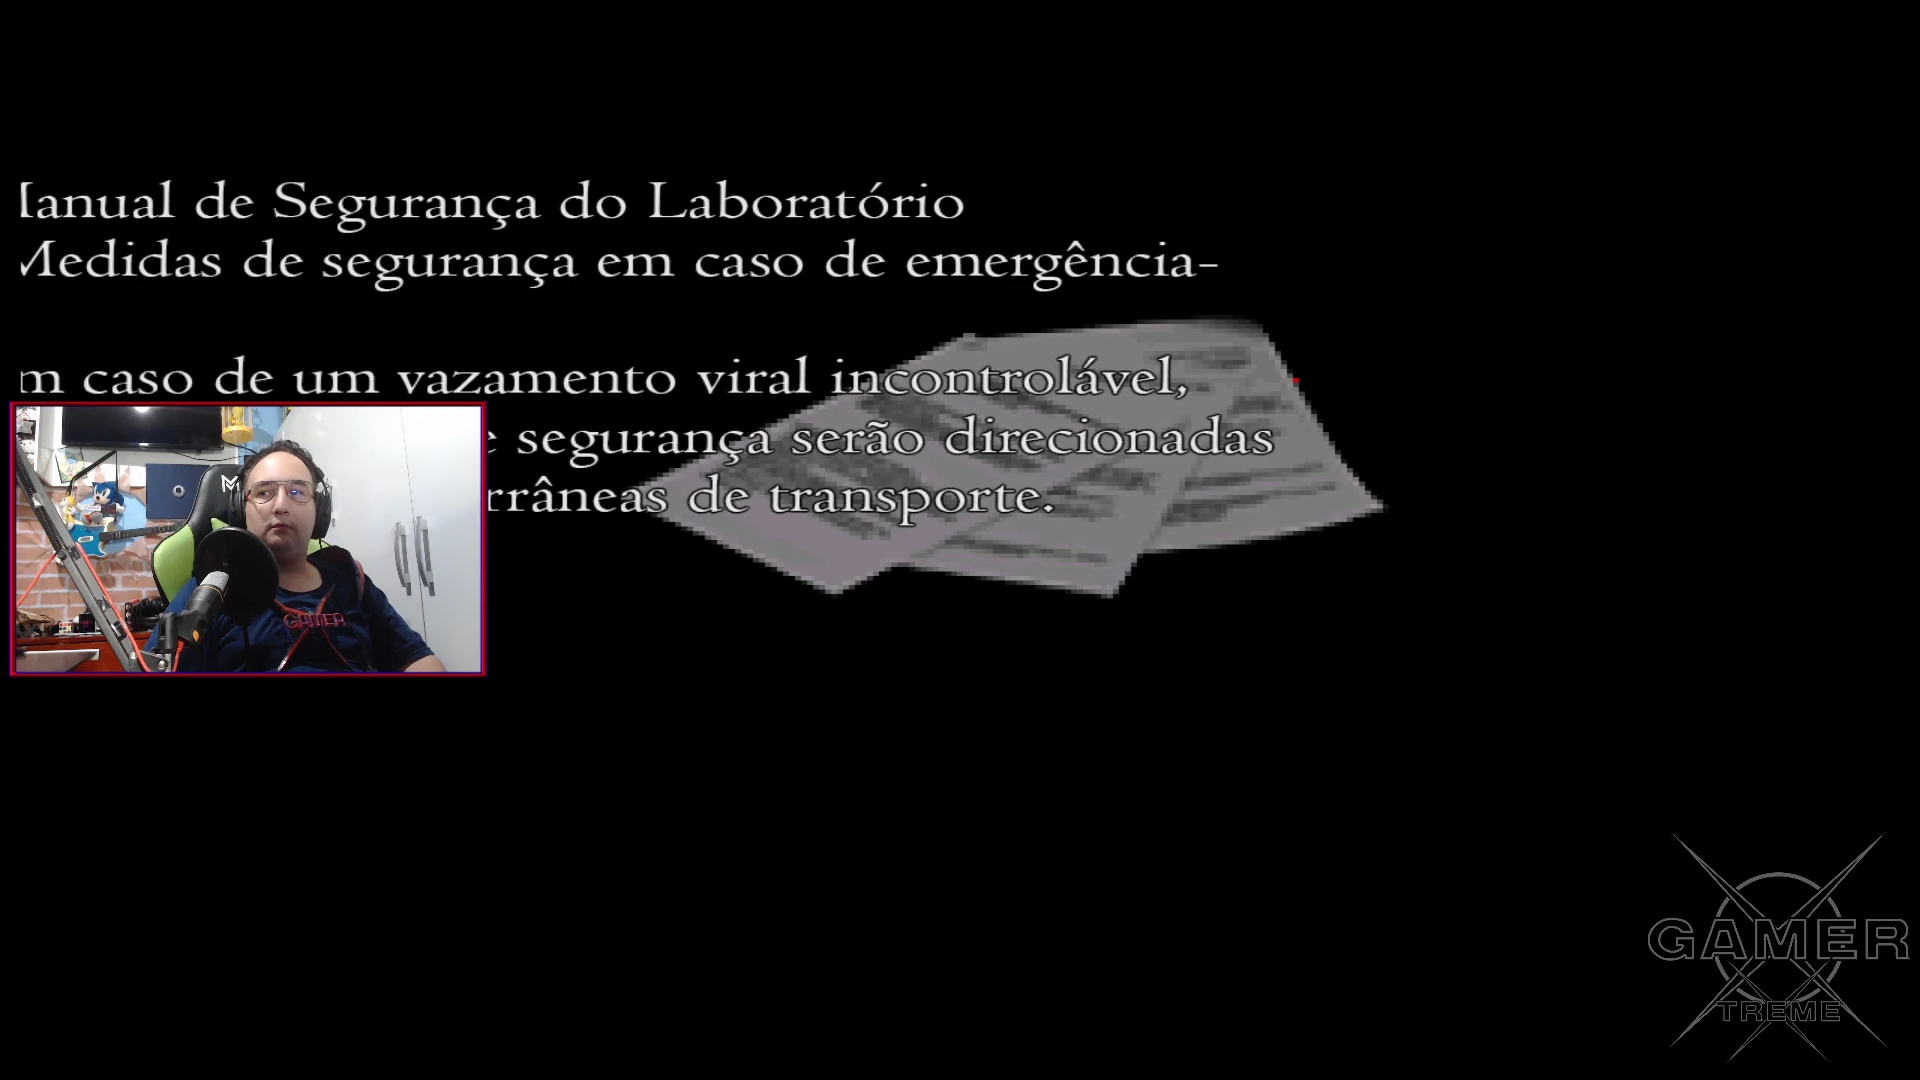 anual de Segurança do Laboratório
Medidas de segurança em caso de emergência-
m caso de um vazamento viral incontrolável,
e segurança serão direcionadas
rrâneas de transporte.
GAMER
GAMER
TREME